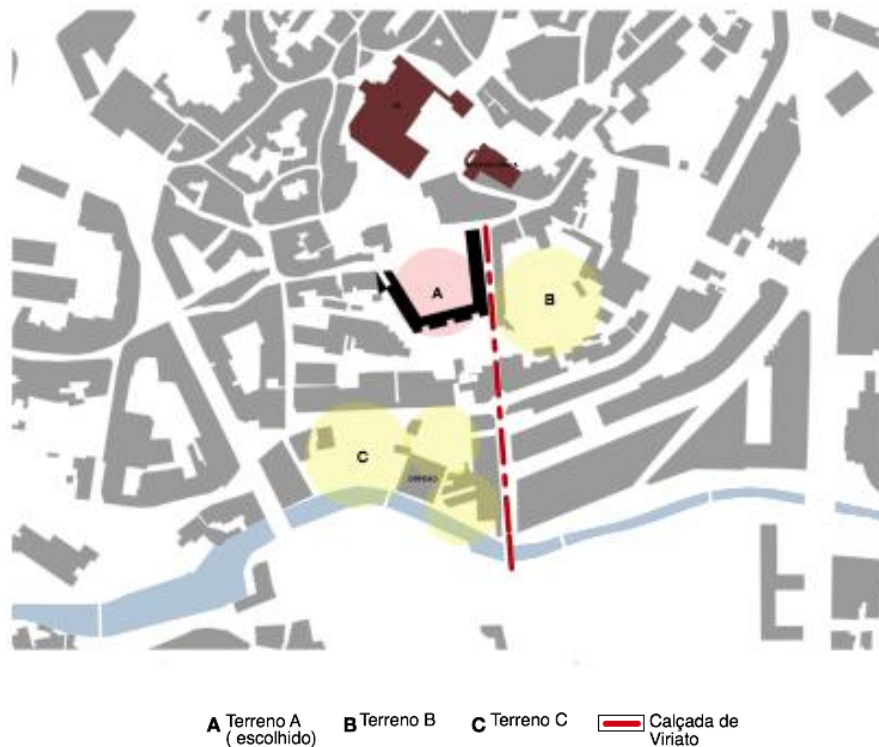 A
B
C
A Terreno A
( escolhido)
B Terreno B
C Terreno C
Calçada de
Viriato